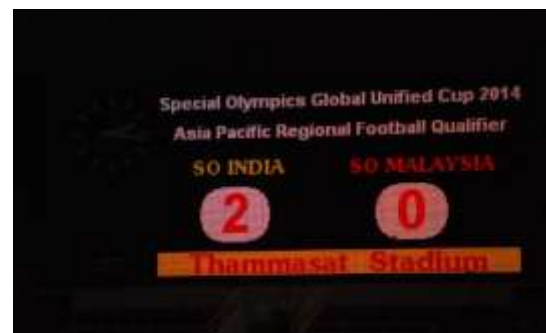 Special Olympics Global Unified Cup 2014
Asia Pacific Regional Football Qualifier
SO INDIA SO MALAYSIA
2 0
Thammasat Stadium